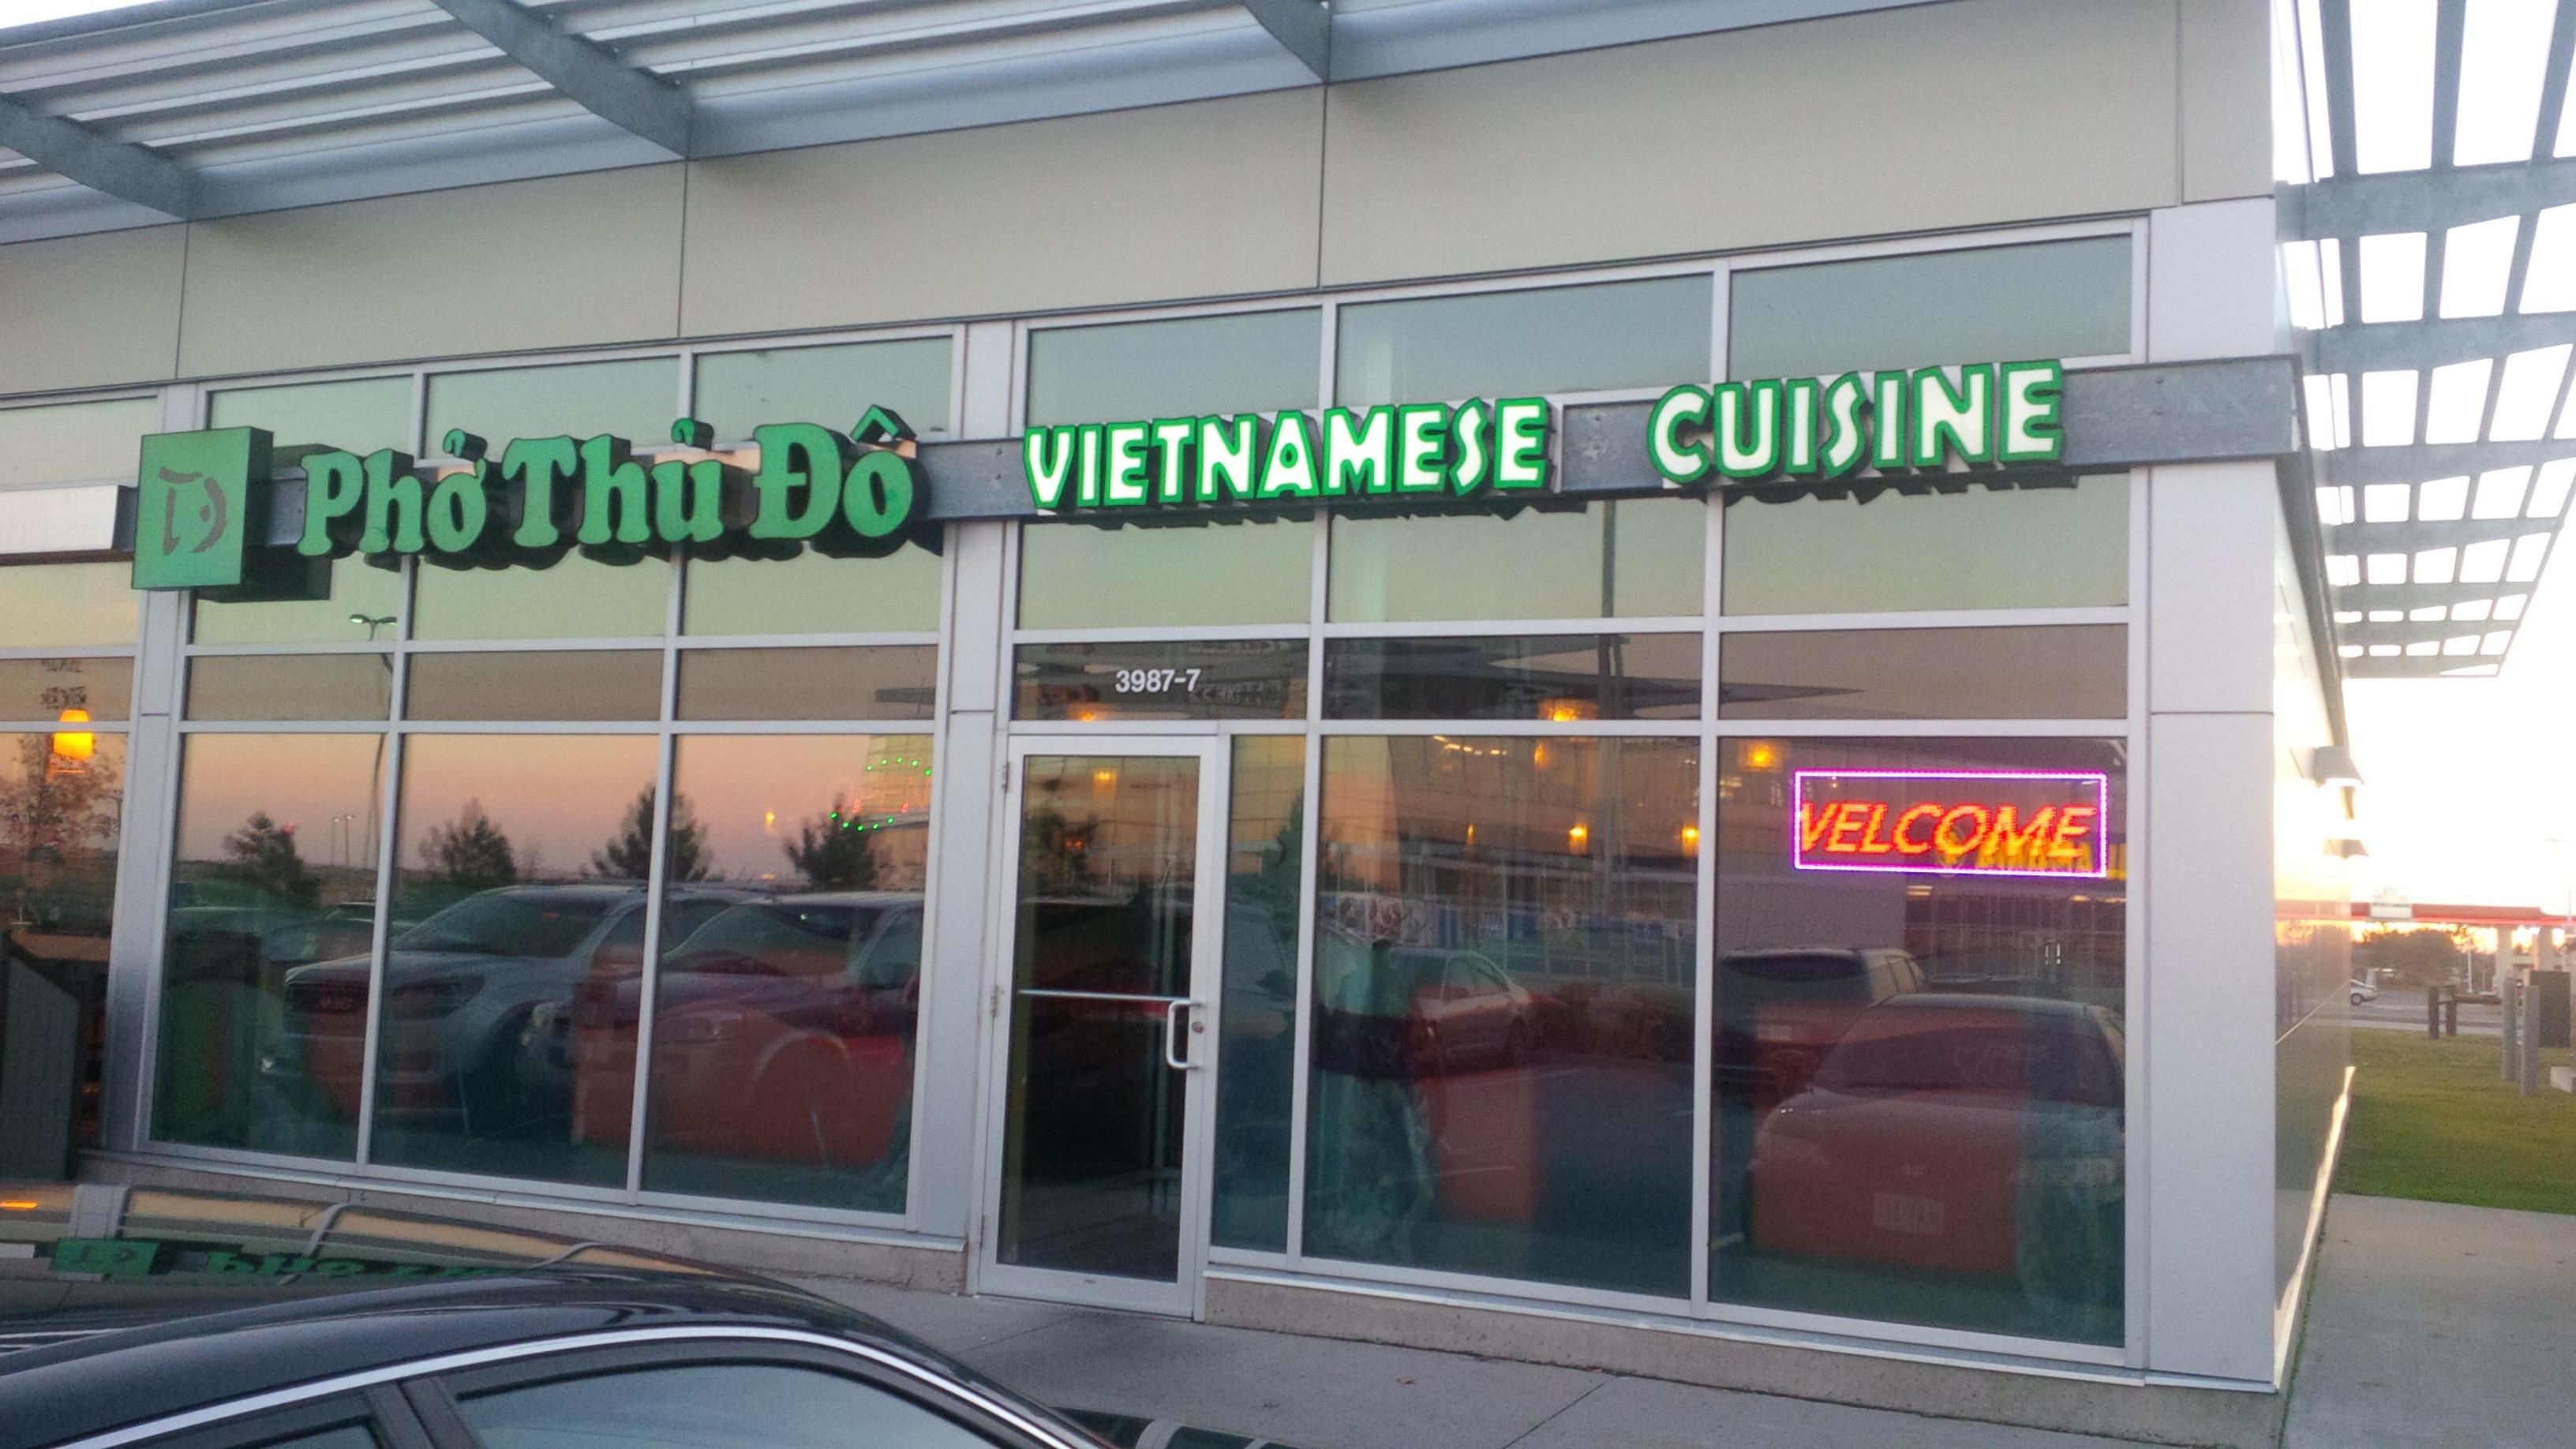 Phở Thủ Đô VIETNAMESE CUISINE
3987-7
VELCOME